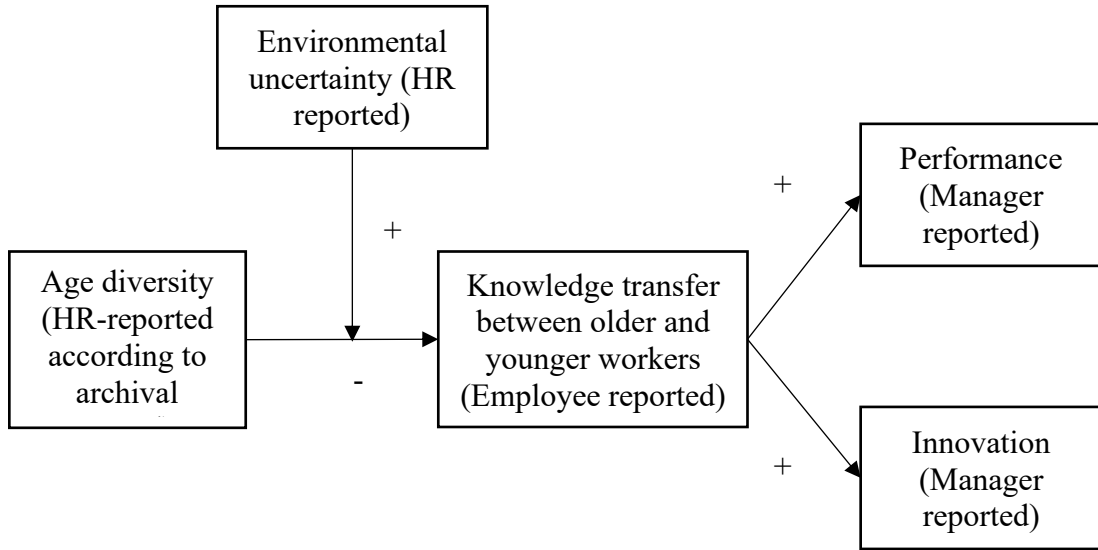 Environmental
uncertainty (HR
reported)
+
Age diversity
(HR-reported
according to
archival
-
Knowledge transfer
between older and
younger workers
(Employee reported)
+
Performance
(Manager
reported)
+
Innovation
(Manager
reported)